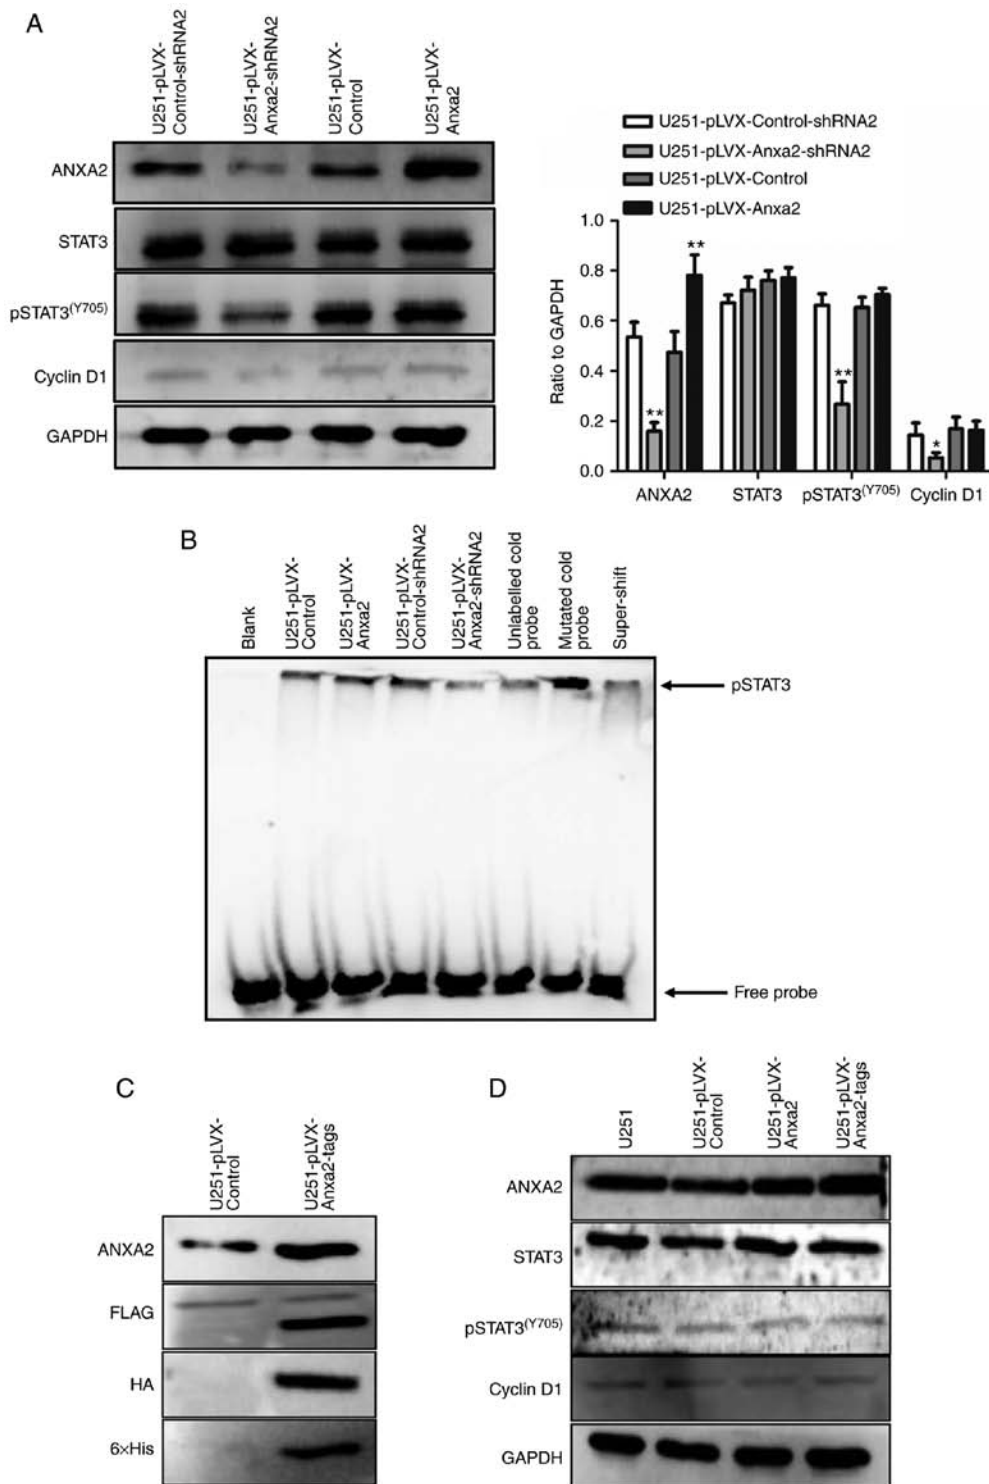 A
U251-pLVX-
Control-shRNA2
U251-pLVX-
Anxa2-shRNA2
U251-pLVX-
Control
U251-pLVX-
Anxa2
ANXA2
STAT3
pSTAT3(Y705)
Cyclin D1
GAPDH
U251-pLVX-Control-shRNA2
U251-pLVX-Anxa2-shRNA2
U251-pLVX-Control
U251-pLVX-Anxa2
Ratio to GAPDH
1.0
0.8
0.6
0.4
0.2
0.0
**
**
**
*
ANXA2
STAT3
pSTAT3(Y705)
Cyclin D1
B
Blank
U251-pLVX-
Control
U251-pLVX-
Anxa2
U251-pLVX-
Control-shRNA2
U251-pLVX-
Anxa2-shRNA2
Unlabelled cold
probe
Mutated cold
probe
Super-shift
pSTAT3
Free probe
C
U251-pLVX-
Control
U251-pLVX-
Anxa2-tags
ANXA2
FLAG
HA
6×His
D
U251
U251-pLVX-
Control
U251-pLVX-
Anxa2
U251-pLVX-
Anxa2-tags
ANXA2
STAT3
pSTAT3(Y705)
Cyclin D1
GAPDH